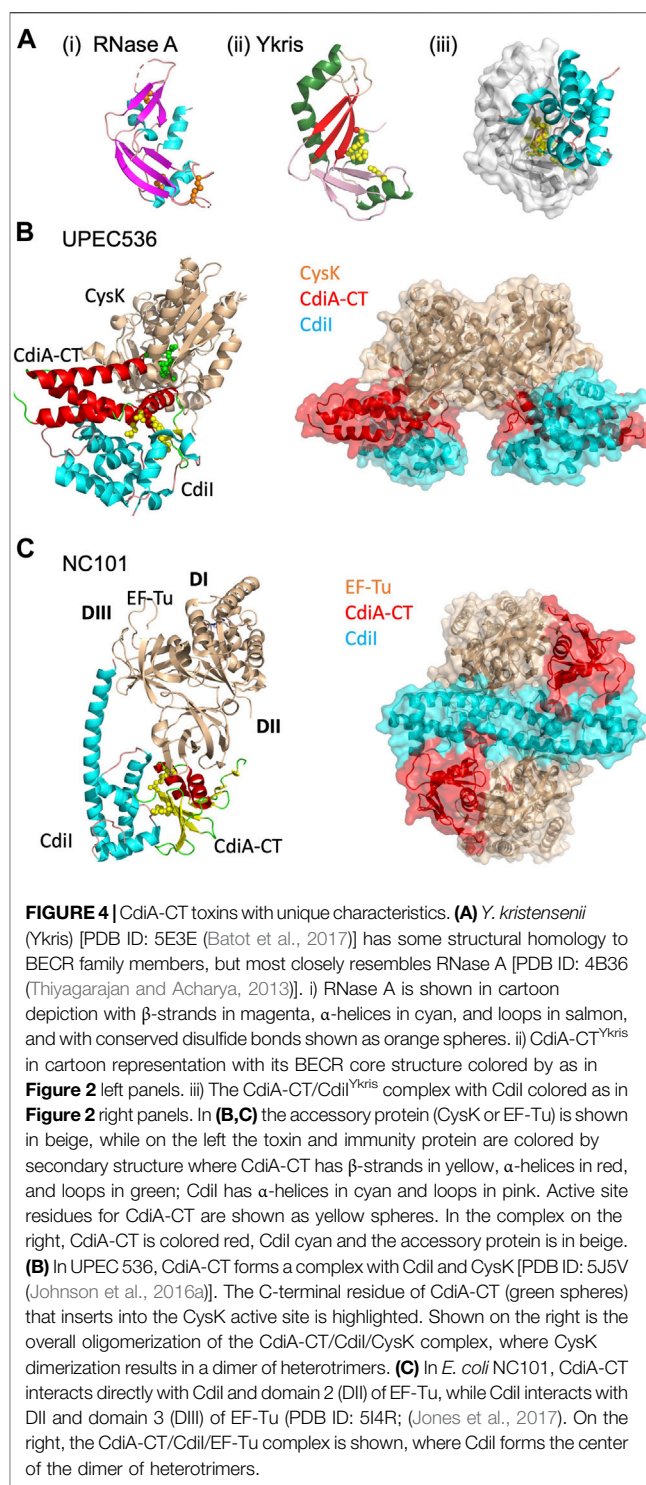 A
(i) RNase A
(ii) Ykris
(iii)
B
UPEC536
CysK
CdiA-CT
CdiI
CysK
CdiA-CT
CdiI
C
NC101
DI
EF-Tu
DIII
DII
CdiI
CdiA-CT
EF-Tu
CdiA-CT
CdiI
FIGURE 4 | CdiA-CT toxins with unique characteristics. (A) Y. kristensenii
(Ykris) [PDB ID: 5E3E (Batot et al., 2017)] has some structural homology to
BECR family members, but most closely resembles RNase A [PDB ID: 4B36
(Thiyagarajan and Acharya, 2013)]. i) RNase A is shown in cartoon
depiction with β-strands in magenta, α-helices in cyan, and loops in salmon,
and with conserved disulfide bonds shown as orange spheres. ii) CdiA-CTYkris
in cartoon representation with its BECR core structure colored by as in
Figure 2 left panels. iii) The CdiA-CT/CdiIYkris complex with CdiI colored as in
Figure 2 right panels. In (B,C) the accessory protein (CysK or EF-Tu) is shown
in beige, while on the left the toxin and immunity protein are colored by
secondary structure where CdiA-CT has β-strands in yellow, α-helices in red,
and loops in green; CdiI has α-helices in cyan and loops in pink. Active site
residues for CdiA-CT are shown as yellow spheres. In the complex on the
right, CdiA-CT is colored red, CdiI cyan and the accessory protein is in beige.
(B) In UPEC 536, CdiA-CT forms a complex with CdiI and CysK [PDB ID: 5J5V
(Johnson et al., 2016a)]. The C-terminal residue of CdiA-CT (green spheres)
that inserts into the CysK active site is highlighted. Shown on the right is the
overall oligomerization of the CdiA-CT/CdiI/CysK complex, where CysK
dimerization results in a dimer of heterotrimers. (C) In E. coli NC101, CdiA-CT
interacts directly with CdiI and domain 2 (DII) of EF-Tu, while CdiI interacts with
DII and domain 3 (DIII) of EF-Tu (PDB ID: 5I4R; (Jones et al., 2017). On the
right, the CdiA-CT/CdiI/EF-Tu complex is shown, where CdiI forms the center
of the dimer of heterotrimers.